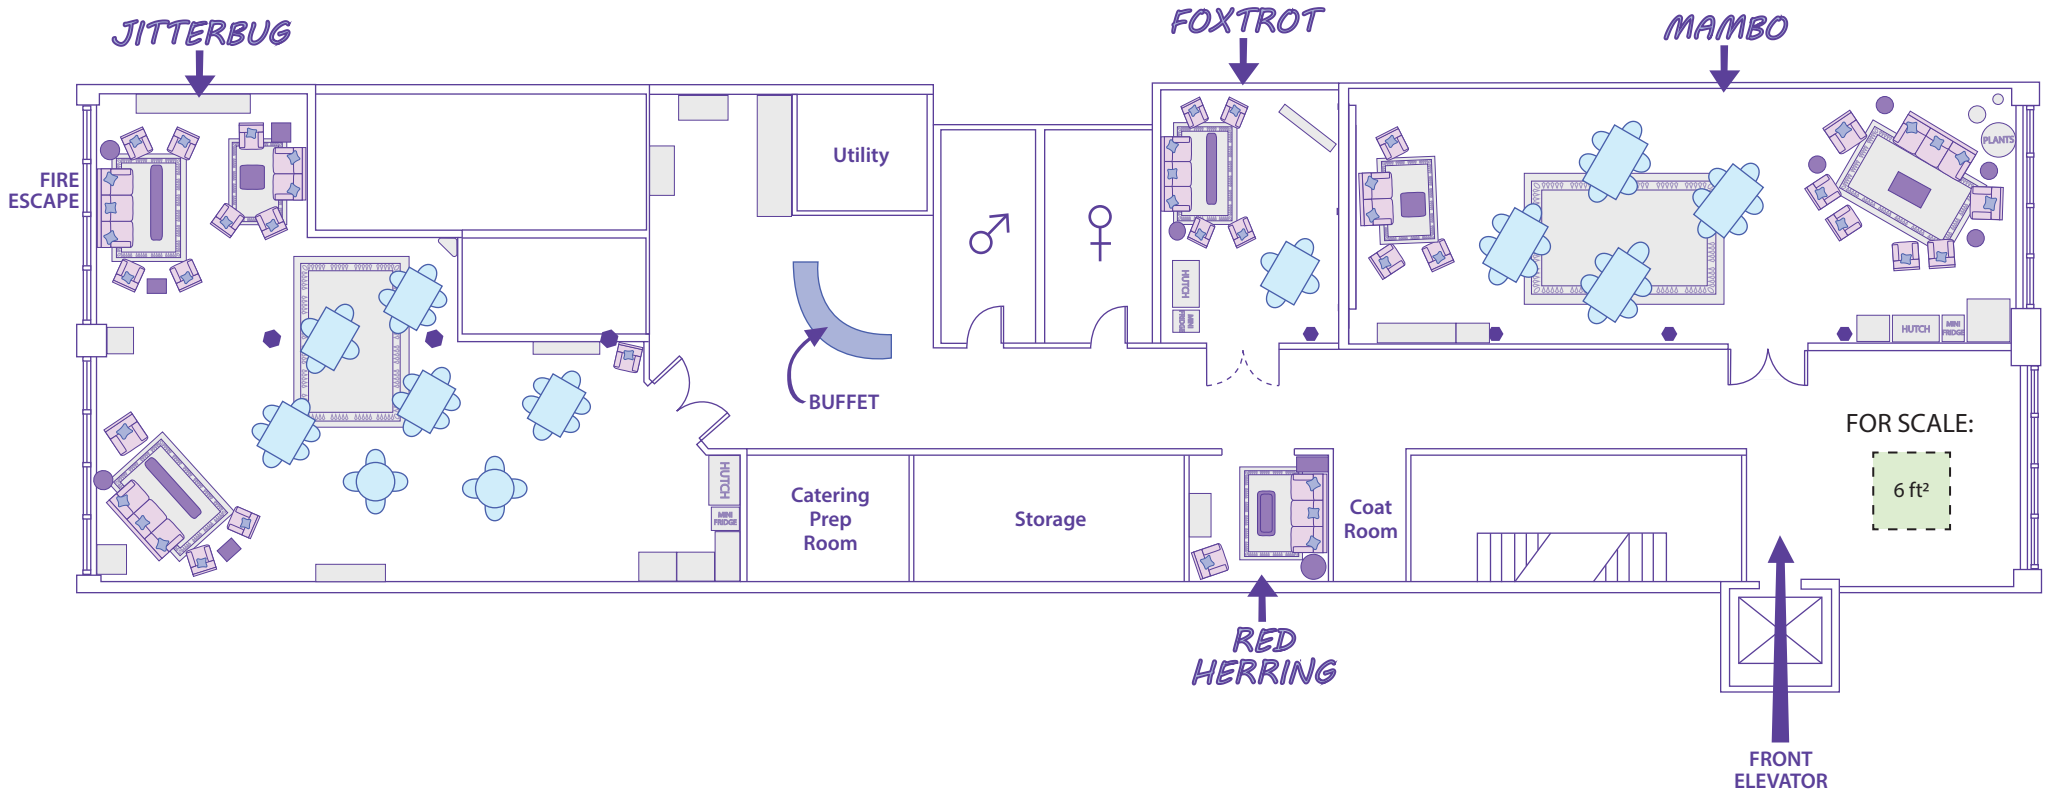 JITTERBUG
FOXTROT
MAMBO
FIRE
ESCAPE
Utility
PLANTS
HUTCH
MINI
FRIDGE
HUTCH
MINI
FRIDGE
BUFFET
FOR SCALE:
6 ft²
HUTCH
MINI
FRIDGE
Catering
Prep
Room
Storage
Coat
Room
RED
HERRING
FRONT
ELEVATOR